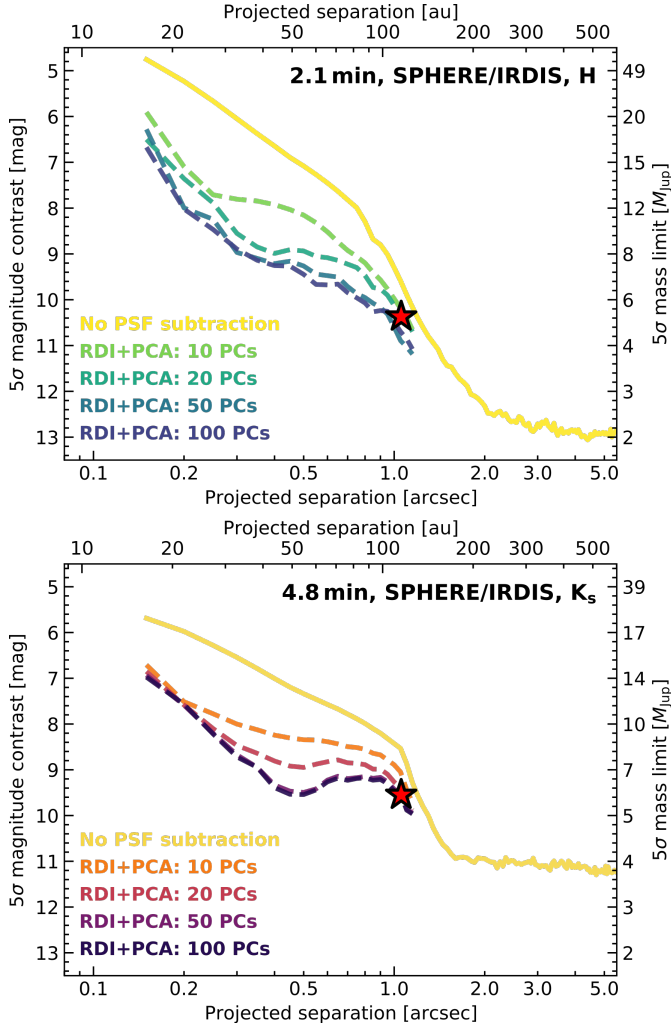 Projected separation [au]
10 20 50 100 200 300 500
2.1 min, SPHERE/IRDIS, H
5σ magnitude contrast [mag]
5 6 7 8 9 10 11 12 13
49 20 15 12 8 6 4 3 2
5σ mass limit [M_Jup]
No PSF subtraction
RDI+PCA: 10 PCs
RDI+PCA: 20 PCs
RDI+PCA: 50 PCs
RDI+PCA: 100 PCs
0.1 0.2 0.5 1.0 2.0 3.0 5.0
Projected separation [arcsec]
Projected separation [au]
10 20 50 100 200 300 500
4.8 min, SPHERE/IRDIS, K_s
5σ magnitude contrast [mag]
5 6 7 8 9 10 11 12 13
39 17 14 10 7 6 4 3 2
5σ mass limit [M_Jup]
No PSF subtraction
RDI+PCA: 10 PCs
RDI+PCA: 20 PCs
RDI+PCA: 50 PCs
RDI+PCA: 100 PCs
0.1 0.2 0.5 1.0 2.0 3.0 5.0
Projected separation [arcsec]